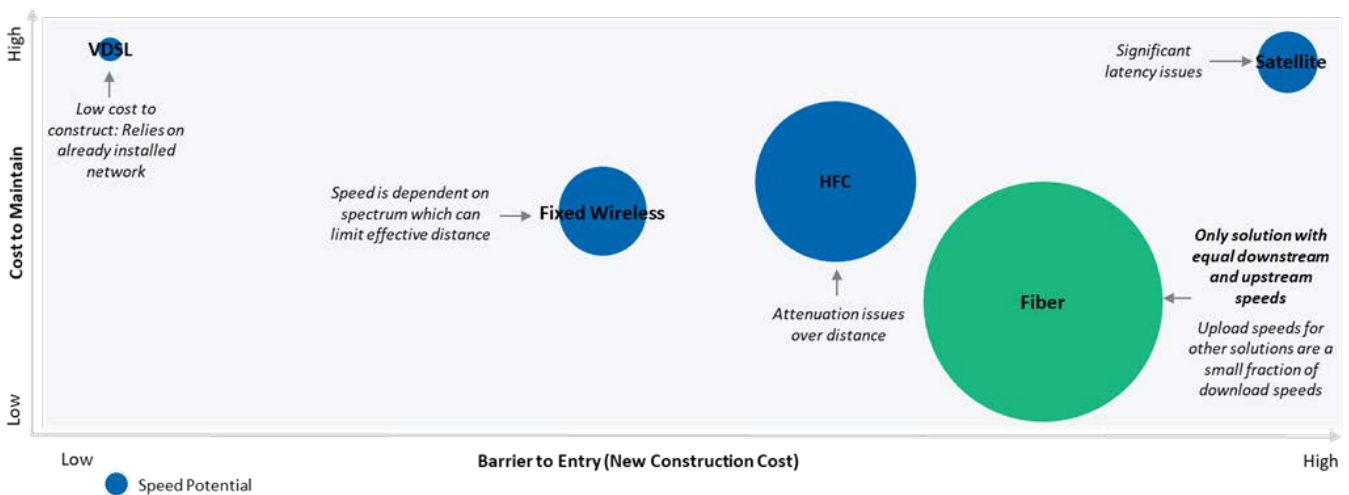 High
Cost to Maintain
Low
VDSL
Low cost to
construct: Relies on
already installed
network
Speed is dependent on
spectrum which can
limit effective distance
Fixed Wireless
HFC
Attenuation issues
over distance
Significant
latency issues
Satellite
Fiber
Only solution with
equal downstream
and upstream
speeds
Upload speeds for
other solutions are a
small fraction of
download speeds
Low
Barrier to Entry (New Construction Cost)
High
Speed Potential